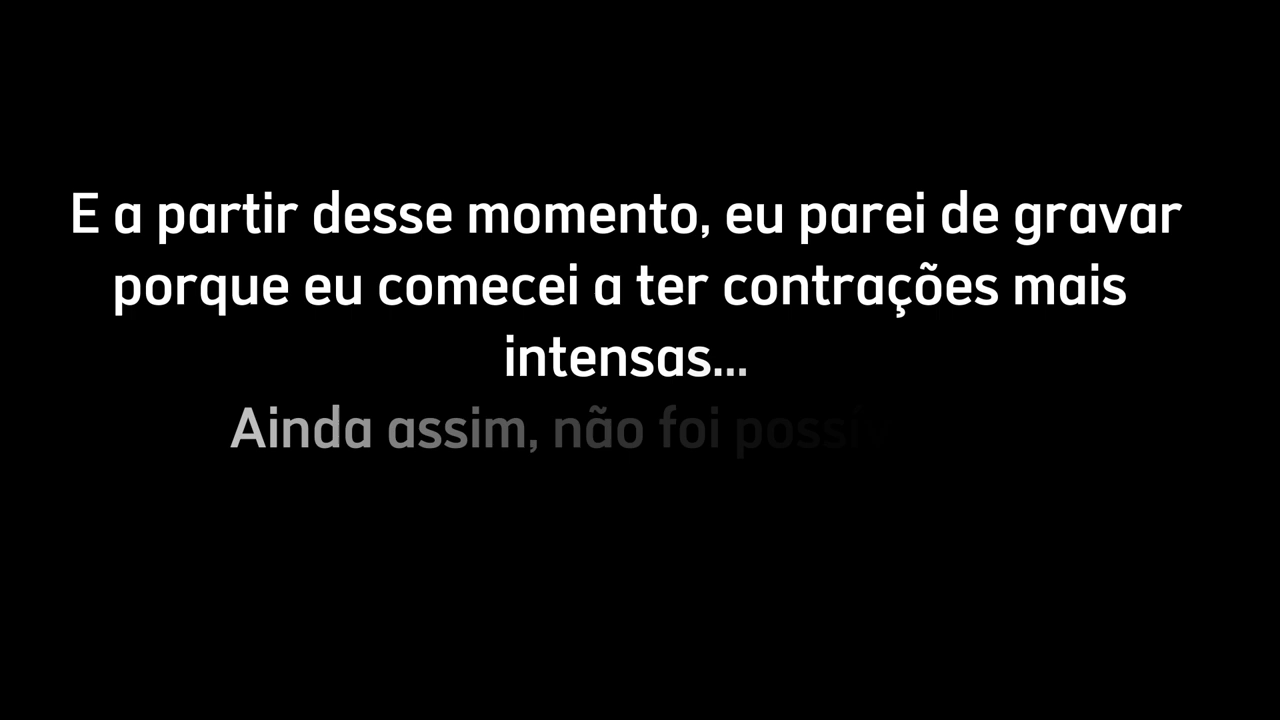 E a partir desse momento, eu parei de gravar
porque eu comecei a ter contrações mais
intensas...
Ainda assim, não foi